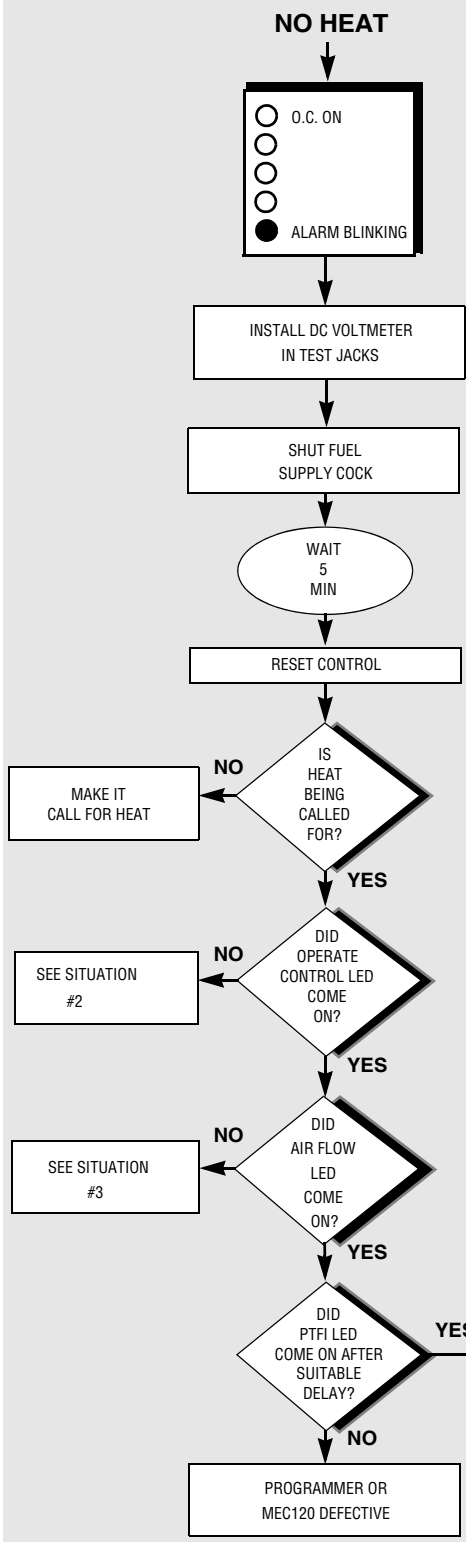 NO HEAT
O.C. ON
ALARM BLINKING
INSTALL DC VOLTMETER
IN TEST JACKS
SHUT FUEL
SUPPLY COCK
WAIT
5
MIN
RESET CONTROL
IS
HEAT
BEING
CALLED
FOR?
NO
MAKE IT
CALL FOR HEAT
YES
DID
OPERATE
CONTROL LED
COME
ON?
NO
SEE SITUATION
#2
YES
DID
AIR FLOW
LED
COME
ON?
NO
SEE SITUATION
#3
YES
DID
PTFI LED
COME ON AFTER
SUITABLE
DELAY?
YES
NO
PROGRAMMER OR
MEC120 DEFECTIVE